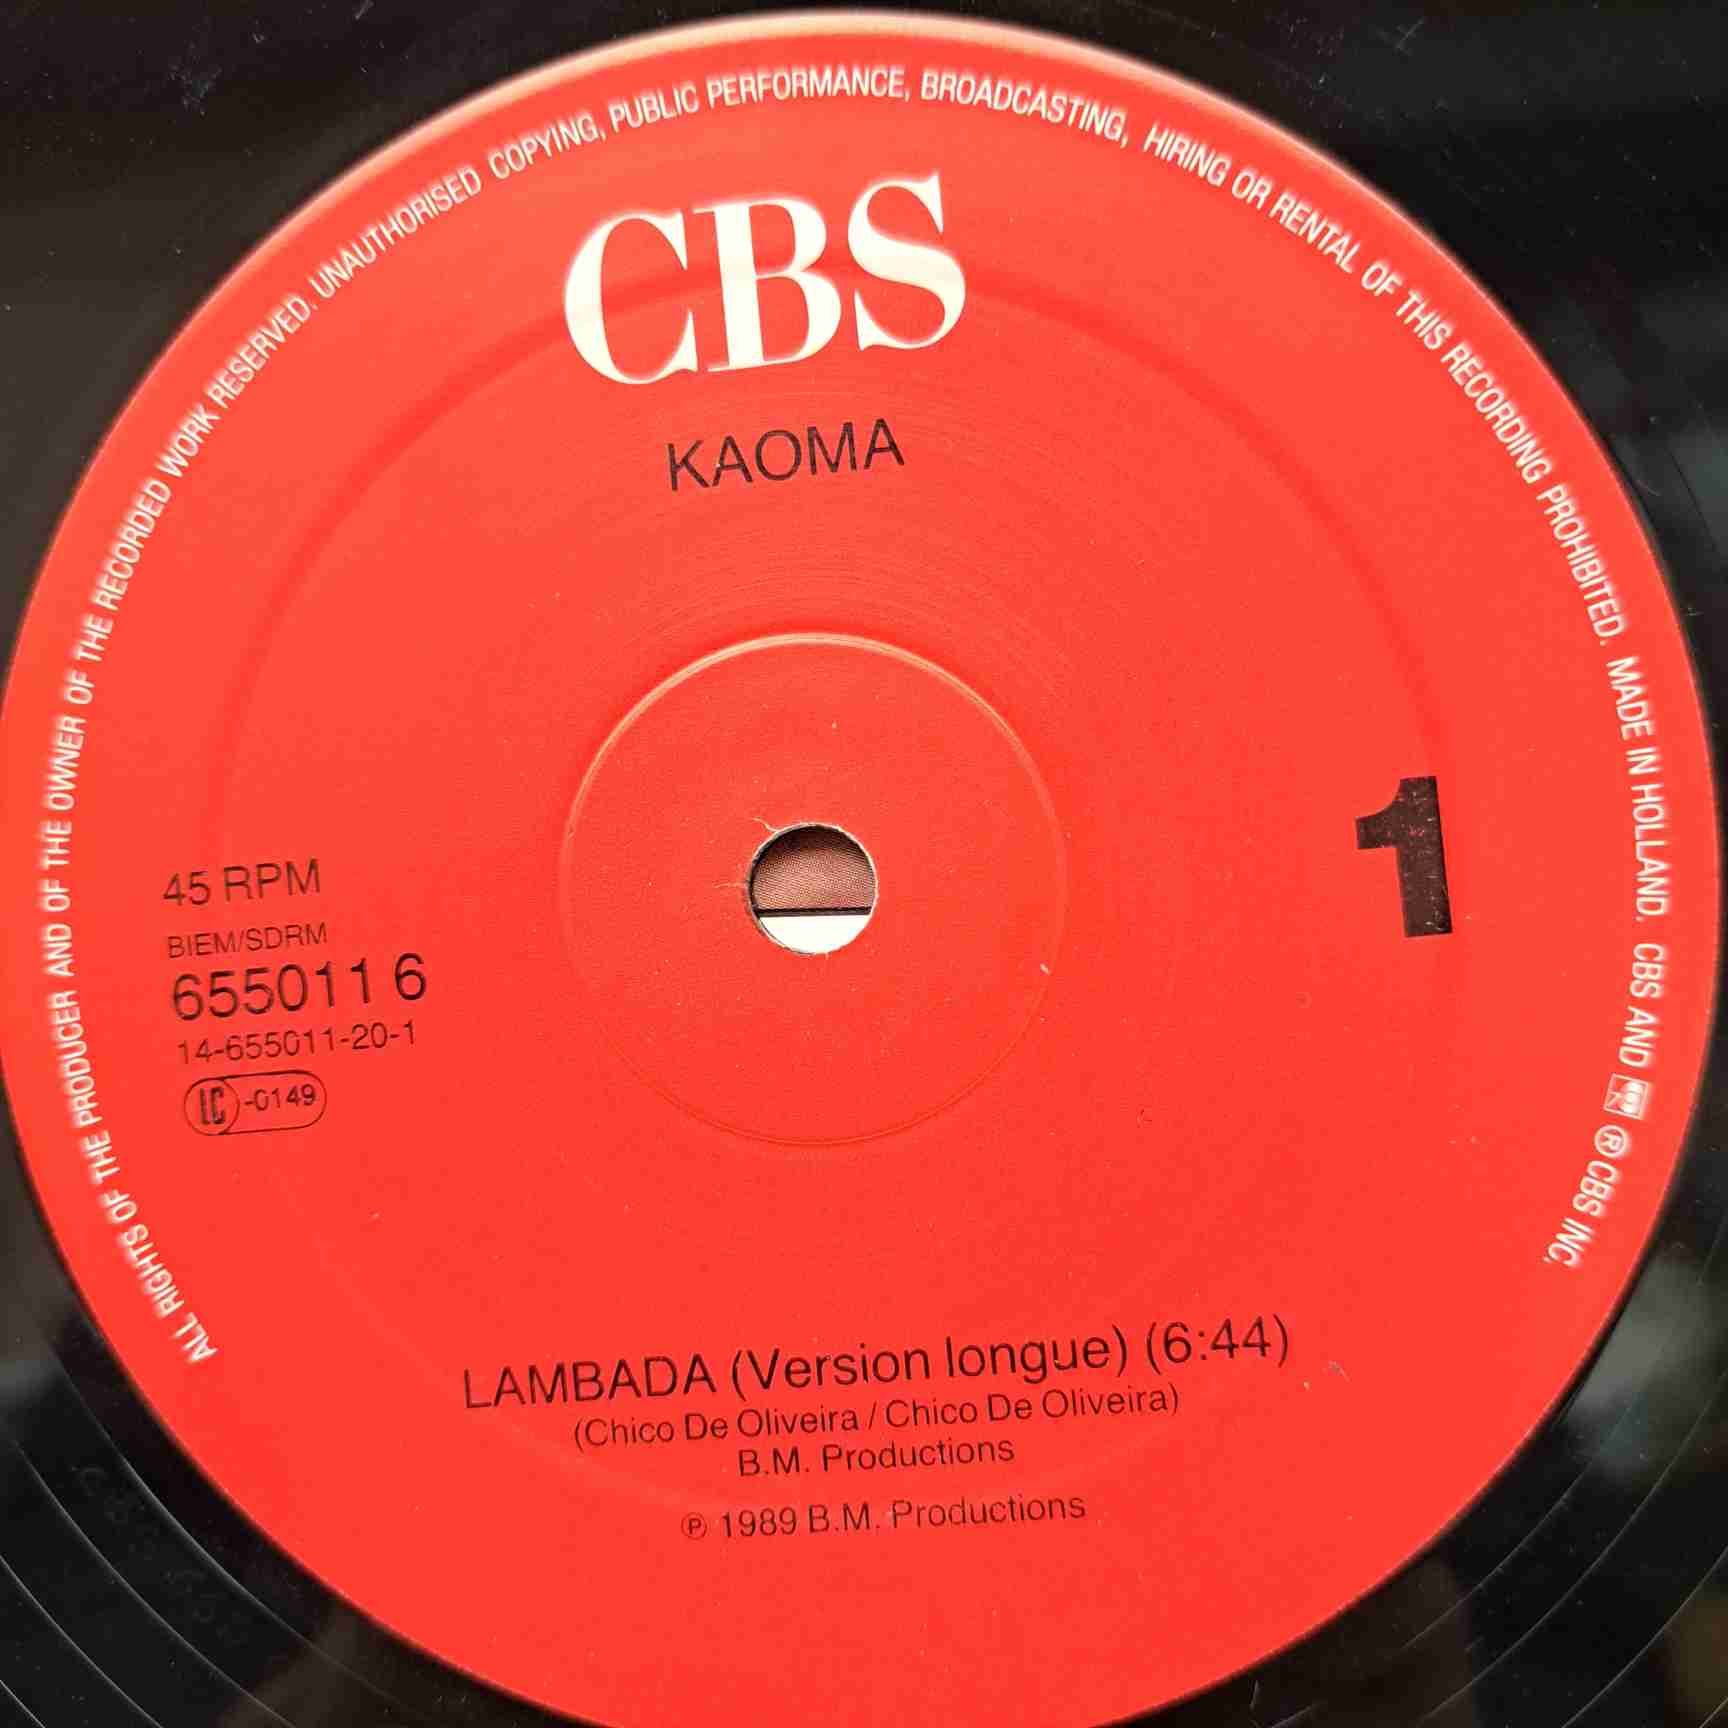 ALL RIGHTS OF THE PRODUCER AND OF THE OWNER OF THE RECORDED WORK RESERVED. UNAUTHORISED COPYING, PUBLIC PERFORMANCE, BROADCASTING, HIRING OR RENTAL OF THIS RECORDING PROHIBITED. MADE IN HOLLAND. CBS AND ® CBS INC.
CBS
KAOMA
1
45 RPM
BIEM/SDRM
655011 6
14-655011-20-1
LC -0149
LAMBADA (Version longue) (6:44)
(Chico De Oliveira / Chico De Oliveira)
B.M. Productions
℗ 1989 B.M. Productions